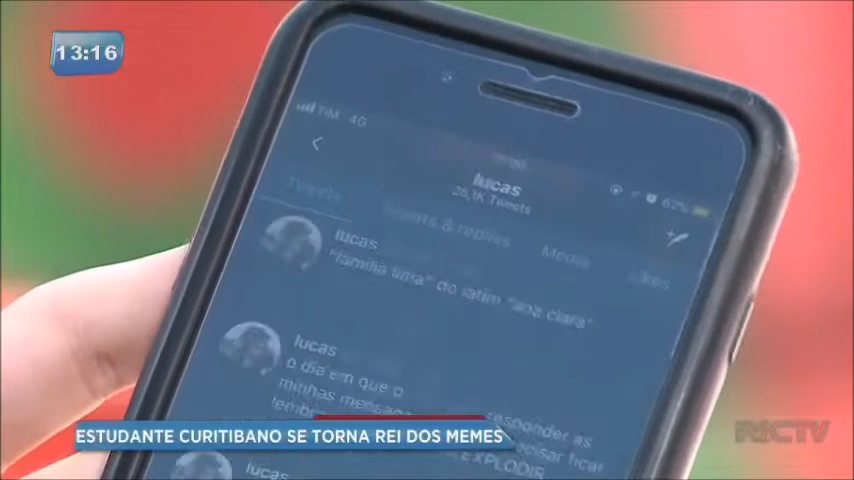 13:16
TIM 4G
62%
lucas
26,1K Tweets
Tweets
Tweets & replies
Media
Likes
lucas
"família lima" do latim "ana clara"
lucas
o dia em que o
minhas responder as
EXPLODIR
lucas
ESTUDANTE CURITIBANO SE TORNA REI DOS MEMES
RICTV